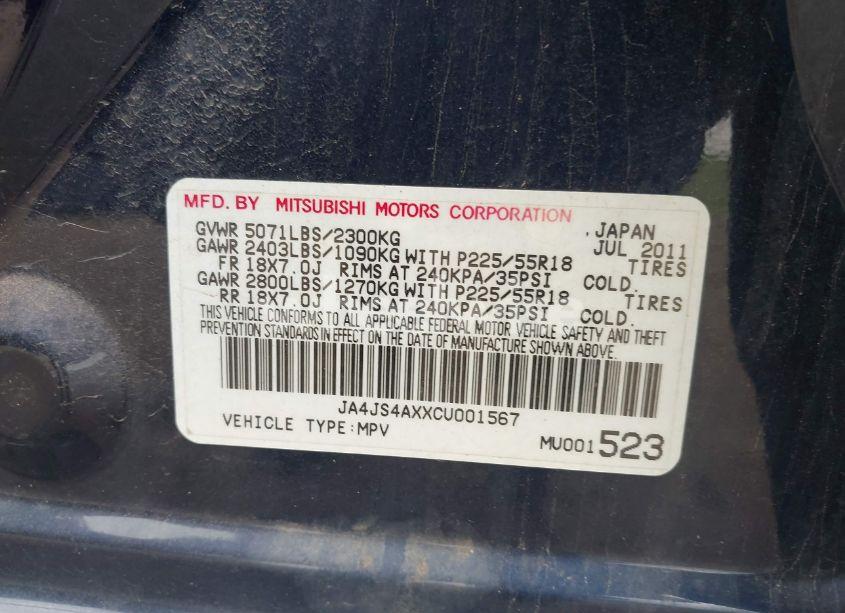 MFD. BY MITSUBISHI MOTORS CORPORATION
. JAPAN
GVWR 5071LBS/2300KG JUL 2011
GAWR 2403LBS/1090KG WITH P225/55R18 TIRES
FR 18X7.0J RIMS AT 240KPA/35PSI COLD.
GAWR 2800LBS/1270KG WITH P225/55R18 TIRES
RR 18X7.0J RIMS AT 240KPA/35PSI COLD.
THIS VEHICLE CONFORMS TO ALL APPLICABLE FEDERAL MOTOR VEHICLE SAFETY AND THEFT
PREVENTION STANDARDS IN EFFECT ON THE DATE OF MANUFACTURE SHOWN ABOVE.
JA4JS4AXXCU001567
VEHICLE TYPE:MPV MU001523